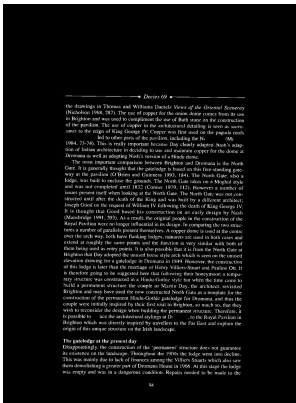 Decies 69
the drawings in Thomas and Williams Daniels Views of the Oriental Scenery
(Nicholson 1968, 287). The use of copper for the onion dome comes from its use
in Brighton and was used to compliment the use of Bath stone on the construction
of the pavilion. The use of copper in the architectural detailing is seen as
sanct to the reign of King George IV. Copper was first used on the pagoda roofs
led to other parts of the pavilion, including the
1984, 73-76). This is really important because Day clearly adapted Nash's adap-
tion of Indian architecture in deciding to use and maintain copper for the dome at
Dromana as well as adopting Nash's version of a Hindu dome.
The most important comparison between Brighton and Dromana is the North
Gate. It is generally thought that the gatelodge is based on this free standing gate-
way at the pavilion (O'Brien and Guinness 1992, 164). The North Gate, also a
lodge, was built to enclose the grounds. The North Gate takes on a Moghul style
and was not completed until 1832 (Conner 1979, 142). However a number of
issues present itself when looking at the North Gate. The North Gate was not con-
structed until after the death of the King and was built by a different architect;
Joseph Good on the request of William IV following the death of King George IV.
It is thought that Good based his construction on an early design by Nash
(Mandridge 1991, 205). As a result, the original people in the construction of the
Royal Pavilion were no longer influential in its design. In comparing the two struc-
tures a number of parallels present themselves. A copper dome is used at the centre
over the arch way, both have flanking lodges, minarets are used in both cases and
extend at roughly the same points and the function is very similar with both of
them being used as entry points. It is also possible that it is from the North Gate at
Brighton that Day adopted the unused horse style arch which is seen on the unused
elevation drawing for a gatelodge in Dromana in 1849. However, the construction
of this lodge is later than the marriage of Henry Villiers-Stuart and Pauline Ott. It
is therefore going to be suggested here that following their honeymoon a tempo-
rary structure was constructed in a Hindu Gothic style but when the time came to
build a permanent structure the couple or Martin Day, the architect, revisited
Brighton and may have used the now constructed North Gate as a template for the
construction of the permanent Hindu-Gothic gatelodge for Dromana, and thus the
couple were initially inspired by their first visit to Brighton, so much so, that they
wish to reconsider the design when building the permanent structure. Therefore, it
is possible to see the architectural stylings at to the Royal Pavilion in
Brighton which was directly inspired by travellers to the Far East and explain the
origin of this unique structure on the Irish landscape.
The gatelodge at the present day
Disappointingly, the construction of the 'permanent' structure does not guarantee
its existence on the landscape. Throughout the 1900s the lodge went into decline.
This was mainly due to lack of finances among the Villiers Stuarts which also saw
them demolishing a greater part of Dromana House in 1966. At this stage the lodge
was empty and was in a dangerous condition. Repairs needed to be made to the
94